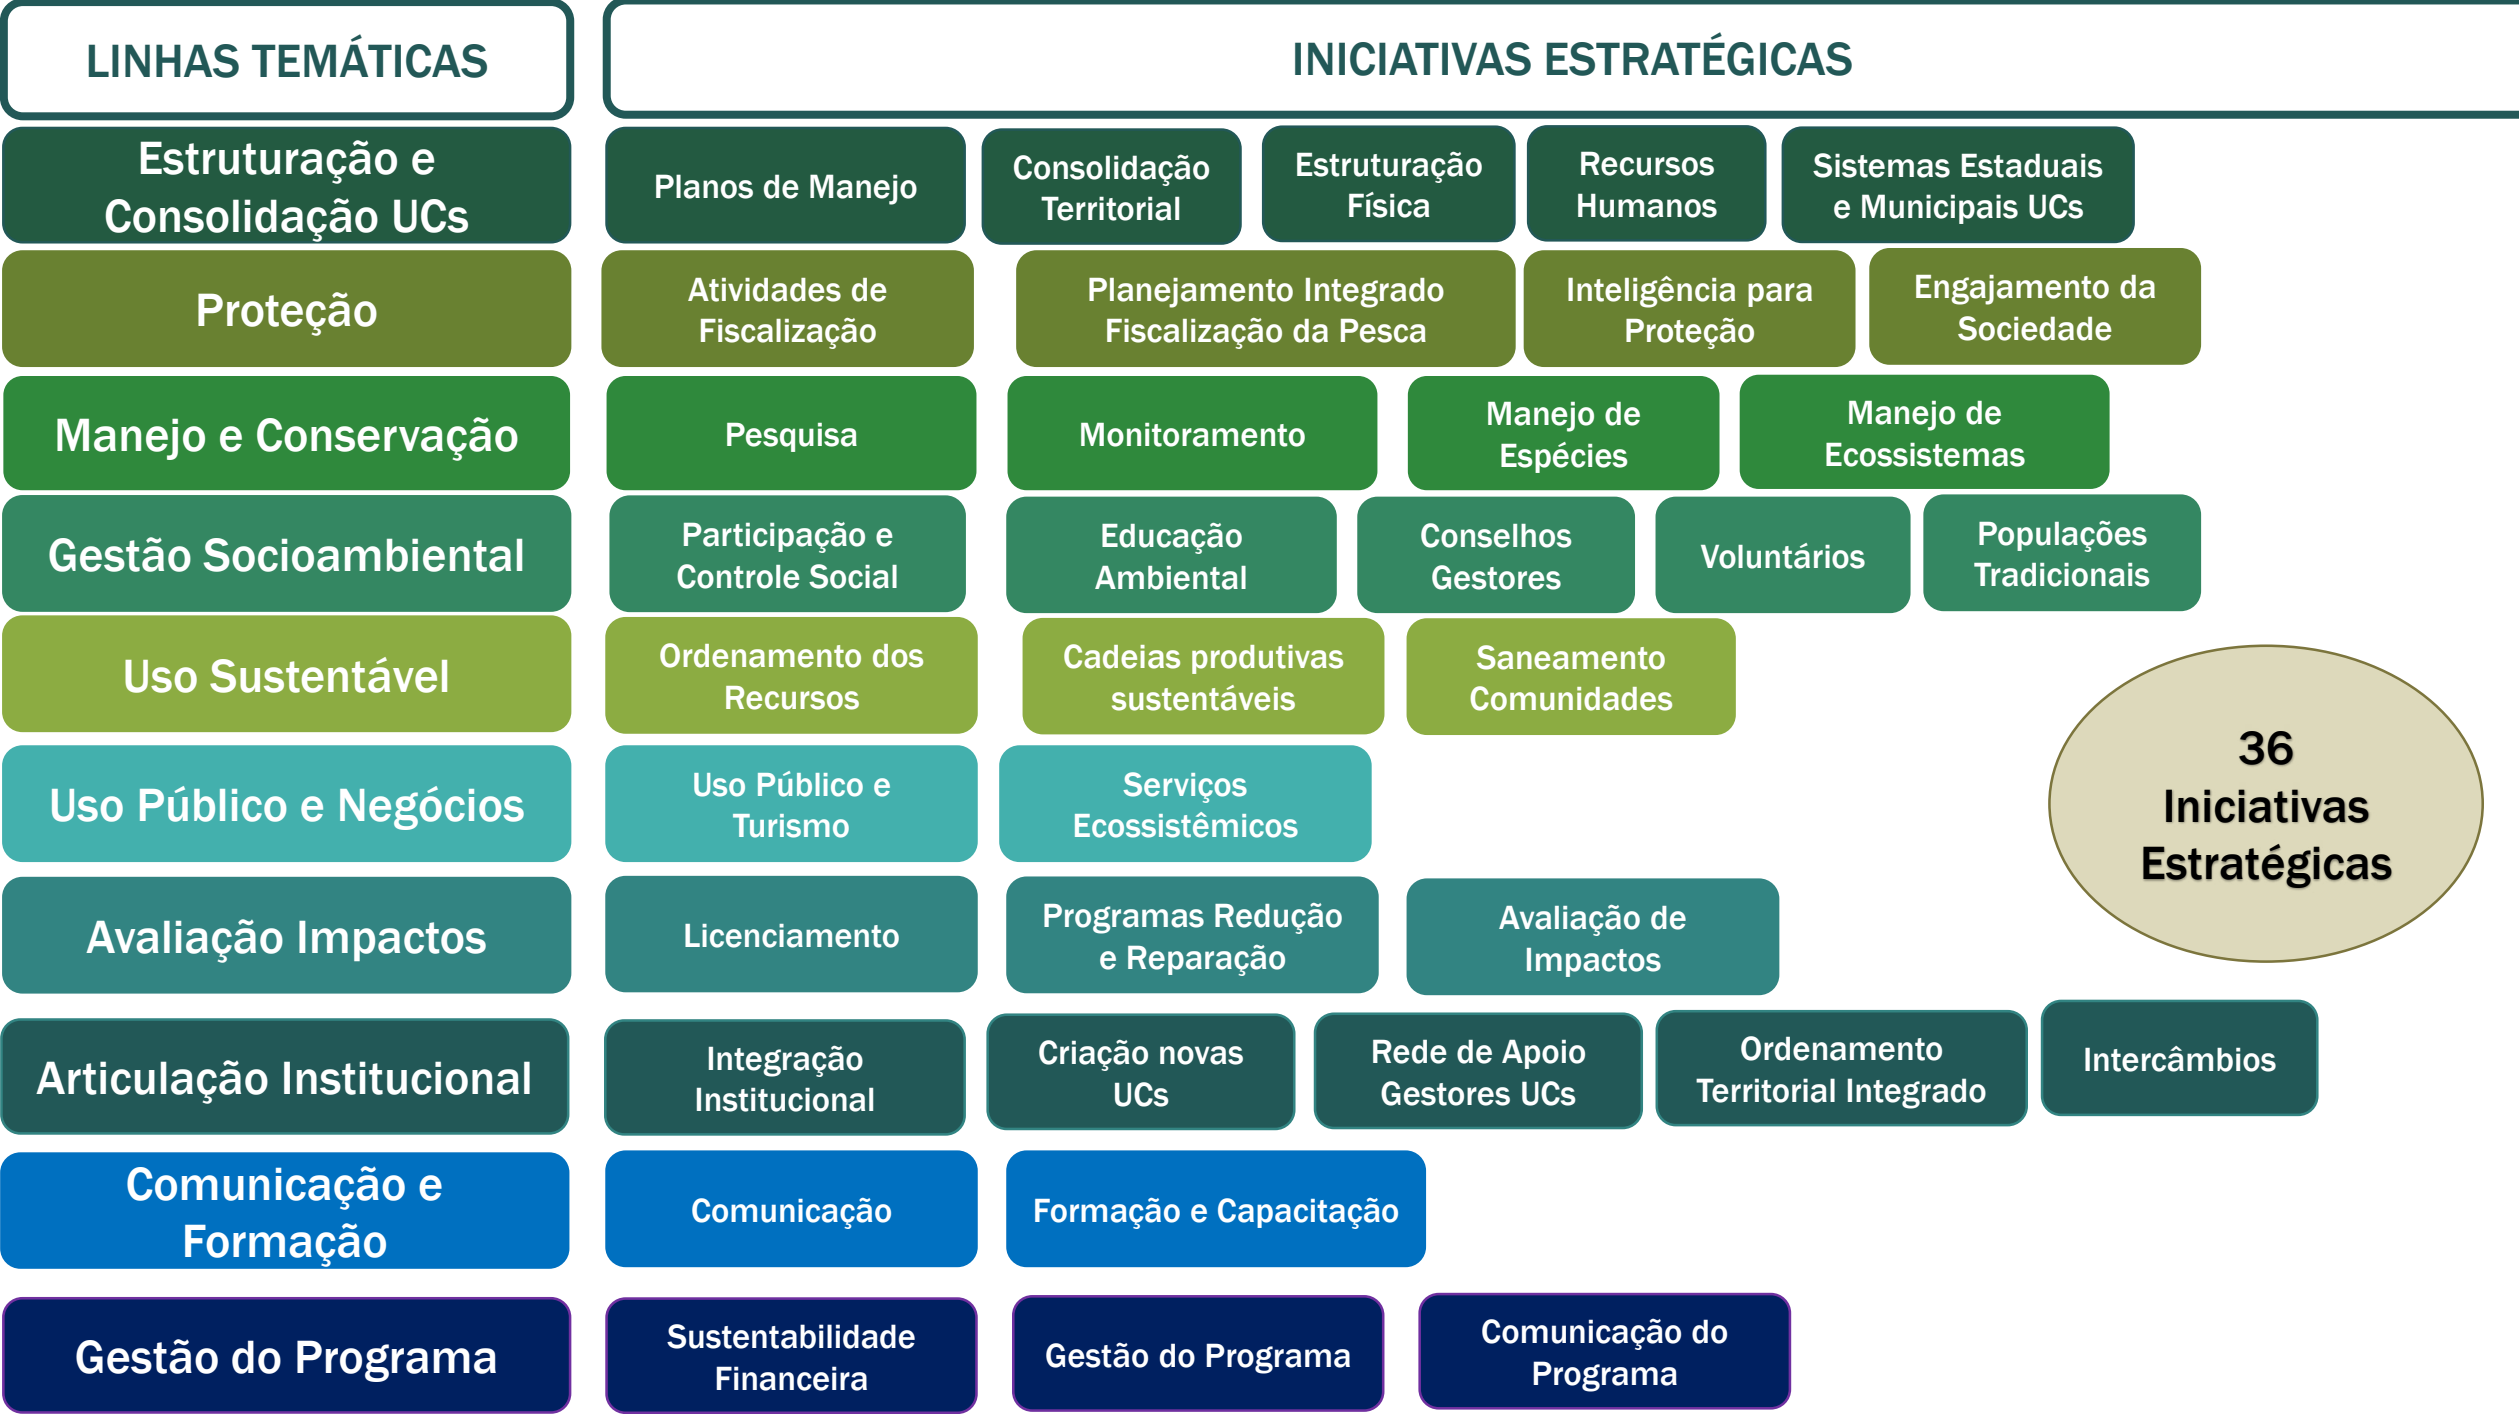 LINHAS TEMÁTICAS
INICIATIVAS ESTRATÉGICAS
Estruturação e
Consolidação UCs
Planos de Manejo
Consolidação
Territorial
Estruturação
Física
Recursos
Humanos
Sistemas Estaduais
e Municipais UCs
Proteção
Atividades de
Fiscalização
Planejamento Integrado
Fiscalização da Pesca
Inteligência para
Proteção
Engajamento da
Sociedade
Manejo e Conservação
Pesquisa
Monitoramento
Manejo de
Espécies
Manejo de
Ecossistemas
Gestão Socioambiental
Participação e
Controle Social
Educação
Ambiental
Conselhos
Gestores
Voluntários
Populações
Tradicionais
Uso Sustentável
Ordenamento dos
Recursos
Cadeias produtivas
sustentáveis
Saneamento
Comunidades
Uso Público e Negócios
Uso Público e
Turismo
Serviços
Ecossistêmicos
36
Iniciativas
Estratégicas
Avaliação Impactos
Licenciamento
Programas Redução
e Reparação
Avaliação de
Impactos
Articulação Institucional
Integração
Institucional
Criação novas
UCs
Rede de Apoio
Gestores UCs
Ordenamento
Territorial Integrado
Intercâmbios
Comunicação e
Formação
Comunicação
Formação e Capacitação
Gestão do Programa
Sustentabilidade
Financeira
Gestão do Programa
Comunicação do
Programa